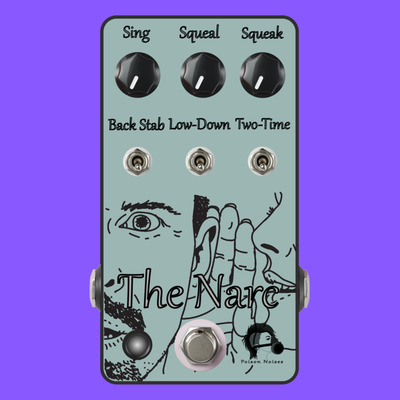 Sing Squeal Squeak
Back Stab Low-Down Two-Time
The Narc
Poison Noises